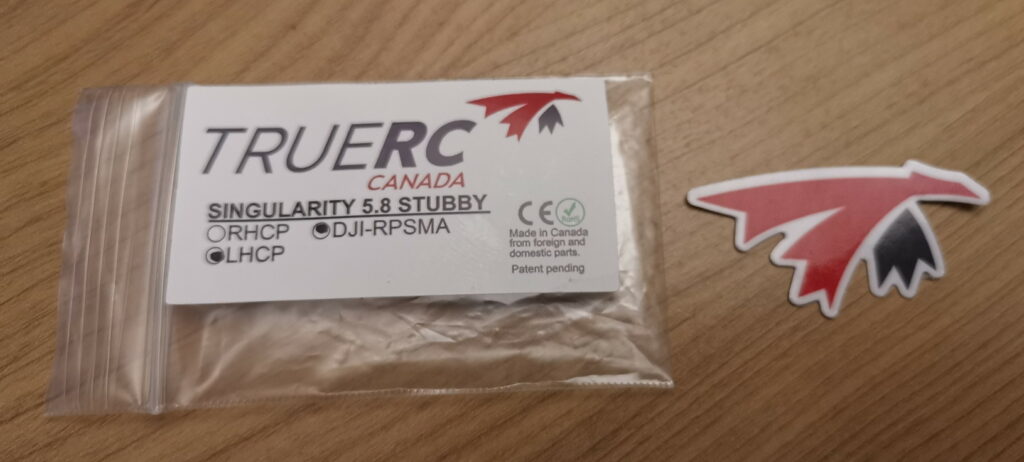 TRUERC
CANADA
SINGULARITY 5.8 STUBBY
RHCP DJI-RPSMA
LHCP
CE RoHS
Made in Canada
from foreign and
domestic parts.
Patent pending